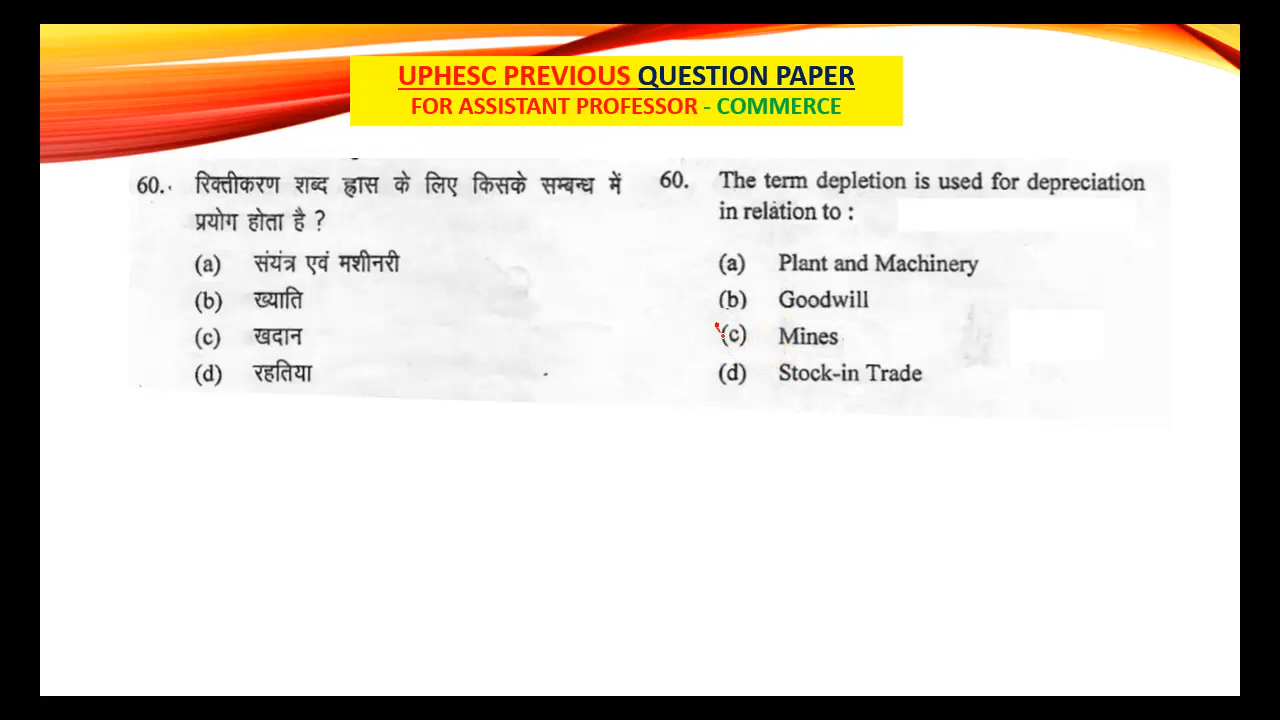 UPHESC PREVIOUS QUESTION PAPER
FOR ASSISTANT PROFESSOR - COMMERCE
60. रिक्तीकरण शब्द ह्रास के लिए किसके सम्बन्ध में
प्रयोग होता है ?
(a) संयंत्र एवं मशीनरी
(b) ख्याति
(c) खदान
(d) रहतिया
60. The term depletion is used for depreciation
in relation to :
(a) Plant and Machinery
(b) Goodwill
(c) Mines
(d) Stock-in Trade